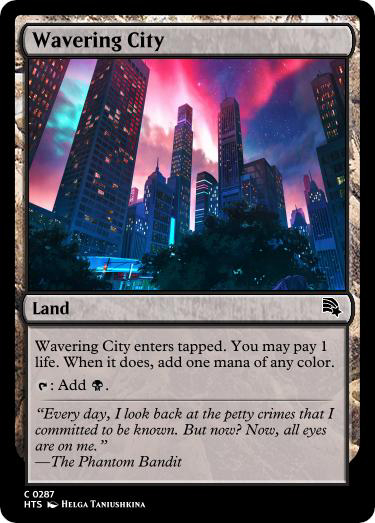 Wavering City
Land
Wavering City enters tapped. You may pay 1
life. When it does, add one mana of any color.
: Add .
“Every day, I look back at the petty crimes that I
committed to be known. But now? Now, all eyes
are on me.”
—The Phantom Bandit
C 0287
HTS Helga Taniushkina